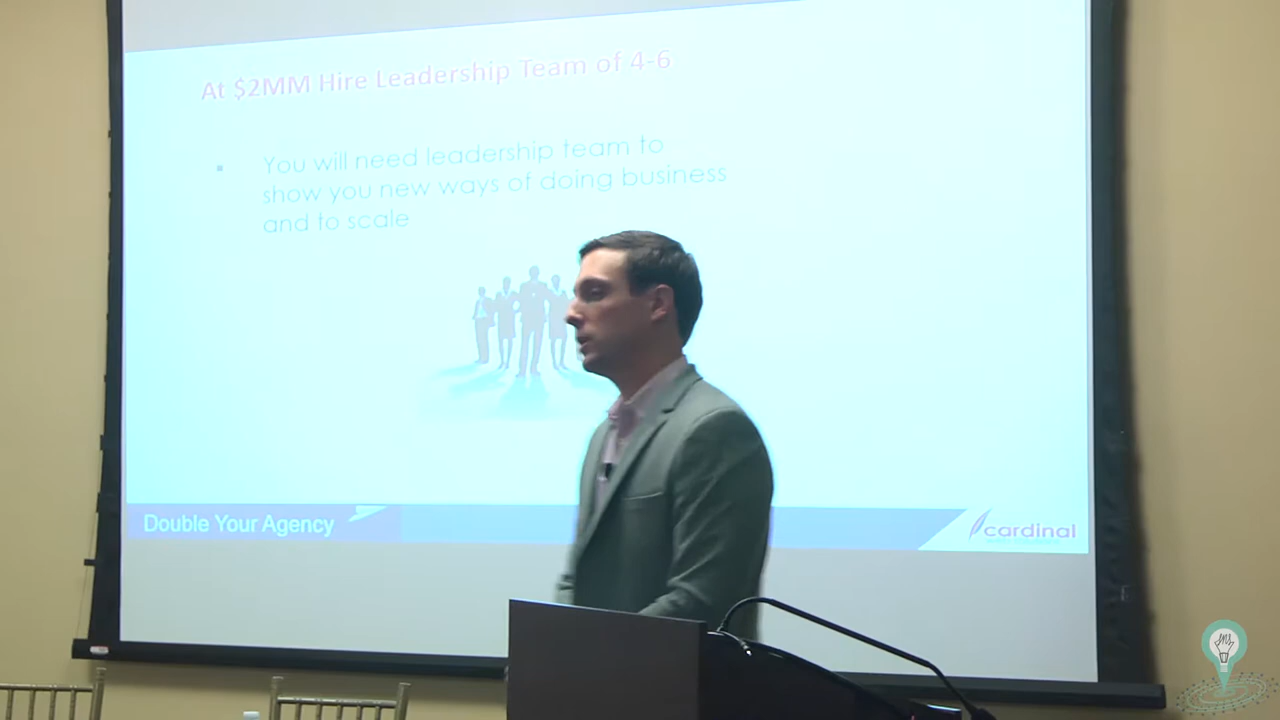 At $2MM Hire Leadership Team of 4-6
You will need leadership team to
show you new ways of doing business
and to scale
Double Your Agency
cardinal